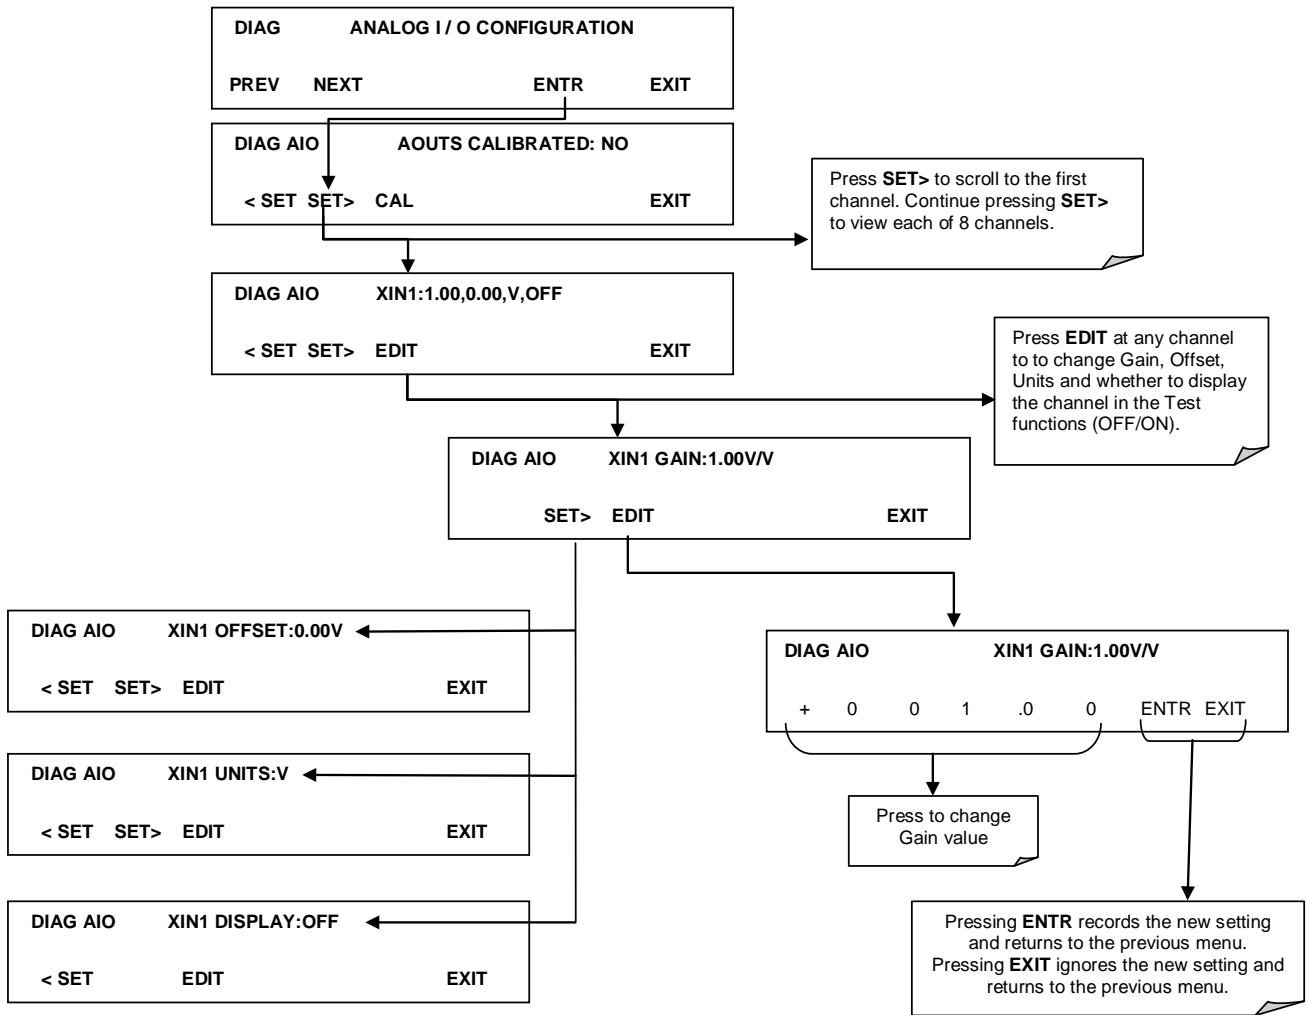 DIAG ANALOG I / O CONFIGURATION
PREV NEXT ENTR EXIT
DIAG AIO AOUTS CALIBRATED: NO
< SET SET> CAL EXIT
Press SET> to scroll to the first
channel. Continue pressing SET>
to view each of 8 channels.
DIAG AIO XIN1:1.00,0.00,V,OFF
< SET SET> EDIT EXIT
Press EDIT at any channel
to to change Gain, Offset,
Units and whether to display
the channel in the Test
functions (OFF/ON).
DIAG AIO XIN1 GAIN:1.00V/V
SET> EDIT EXIT
DIAG AIO XIN1 OFFSET:0.00V
< SET SET> EDIT EXIT
DIAG AIO XIN1 GAIN:1.00V/V
+ 0 0 1 .0 0 ENTR EXIT
DIAG AIO XIN1 UNITS:V
< SET SET> EDIT EXIT
Press to change
Gain value
DIAG AIO XIN1 DISPLAY:OFF
< SET EDIT EXIT
Pressing ENTR records the new setting
and returns to the previous menu.
Pressing EXIT ignores the new setting and
returns to the previous menu.